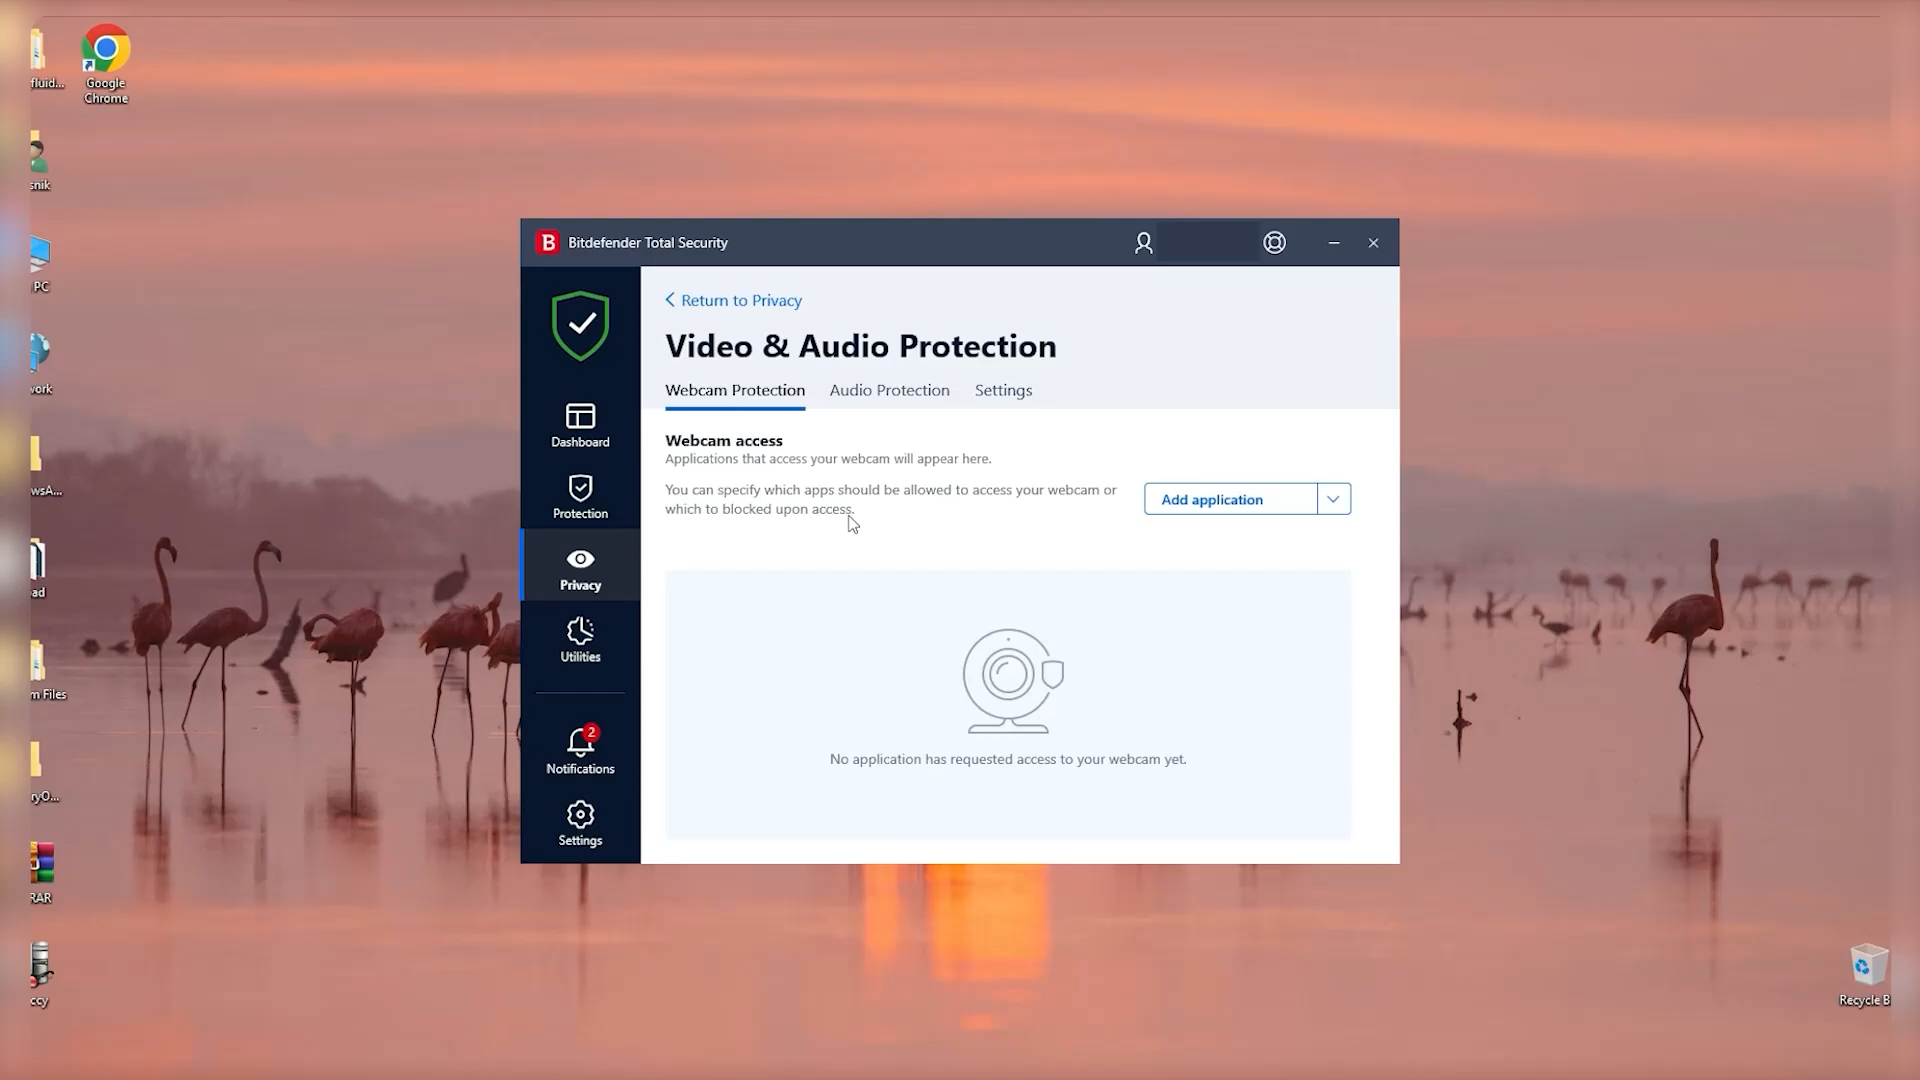 fluid...
Google
Chrome
snik
PC
work
wsA...
ad
m Files
ryO...
RAR
ccy
B Bitdefender Total Security
Return to Privacy
Video & Audio Protection
Webcam Protection Audio Protection Settings
Webcam access
Applications that access your webcam will appear here.
You can specify which apps should be allowed to access your webcam or
which to blocked upon access.
Add application
No application has requested access to your webcam yet.
Dashboard
Protection
Privacy
Utilities
2
Notifications
Settings
Recycle B